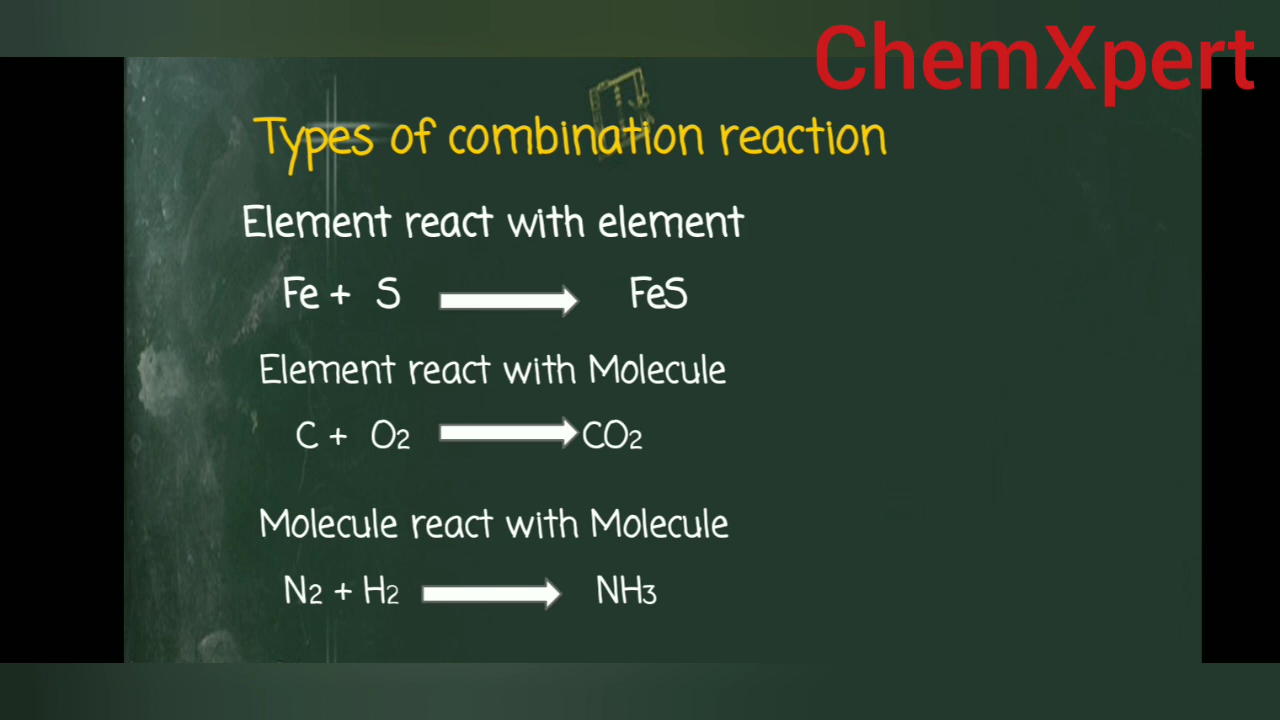 ChemXpert
Types of combination reaction
Element react with element
Fe + S ⟶ FeS
Element react with Molecule
C + O2 ⟶ CO2
Molecule react with Molecule
N2 + H2 ⟶ NH3